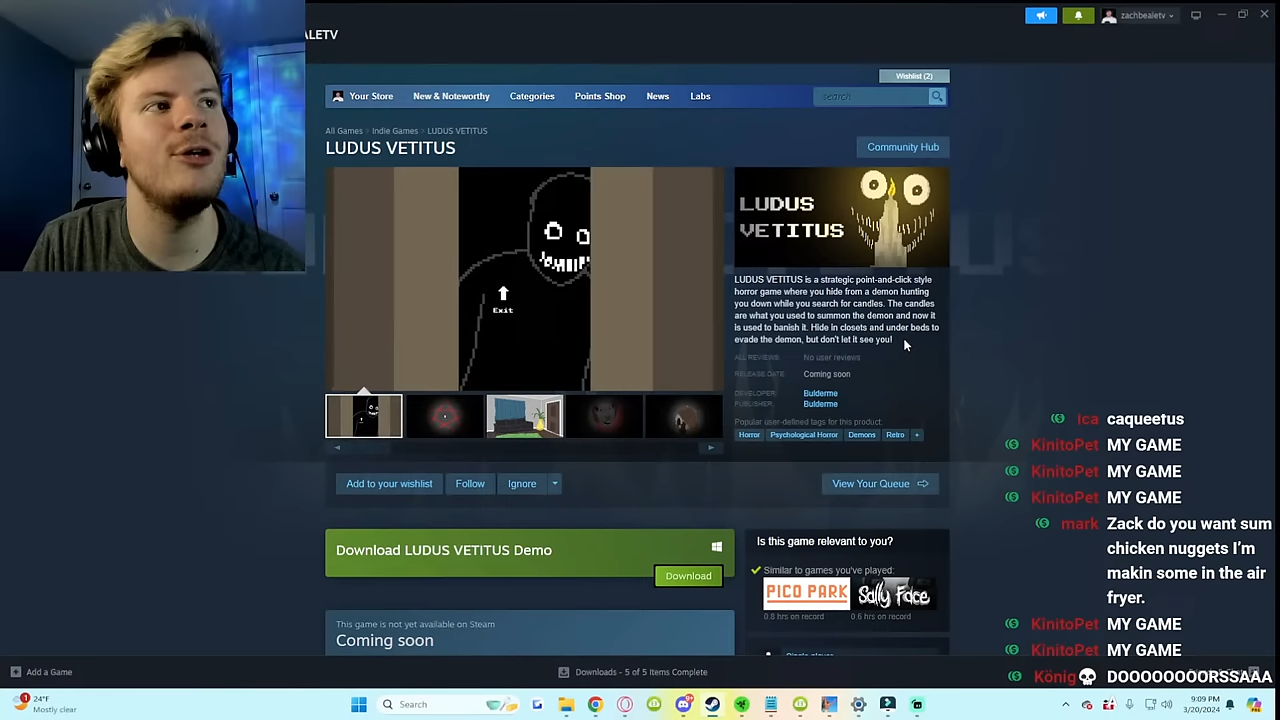 ALETV
zachbealetv
Wishlist (2)
Your Store
New & Noteworthy
Categories
Points Shop
News
Labs
search
All Games > Indie Games > LUDUS VETITUS
LUDUS VETITUS
Community Hub
Exit
LUDUS
VETITUS
LUDUS VETITUS is a strategic point-and-click style
horror game where you hide from a demon hunting
you down while you search for candles. The candles
are what you used to summon the demon and now it
is used to banish it. Hide in closets and under beds to
evade the demon, but don't let it see you!
ALL REVIEWS: No user reviews
RELEASE DATE: Coming soon
DEVELOPER: Bulderme
PUBLISHER: Bulderme
Popular user-defined tags for this product:
Horror
Psychological Horror
Demons
Retro
+
Add to your wishlist
Follow
Ignore
View Your Queue
Download LUDUS VETITUS Demo
Download
Is this game relevant to you?
Similar to games you've played:
PICO PARK
Sally Face
0.8 hrs on record
0.6 hrs on record
This game is not yet available on Steam
Coming soon
ica caqueetus
KinitoPet MY GAME
KinitoPet MY GAME
KinitoPet MY GAME
mark Zack do you want sum
chicken nuggets I'm
makin some in the air
fryer.
KinitoPet MY GAME
KinitoPet MY GAME
König DOOOOOOOORSSAAA
Add a Game
Downloads - 5 of 5 Items Complete
1
24°F
Mostly clear
Search
9+
9:09 PM
3/20/2024